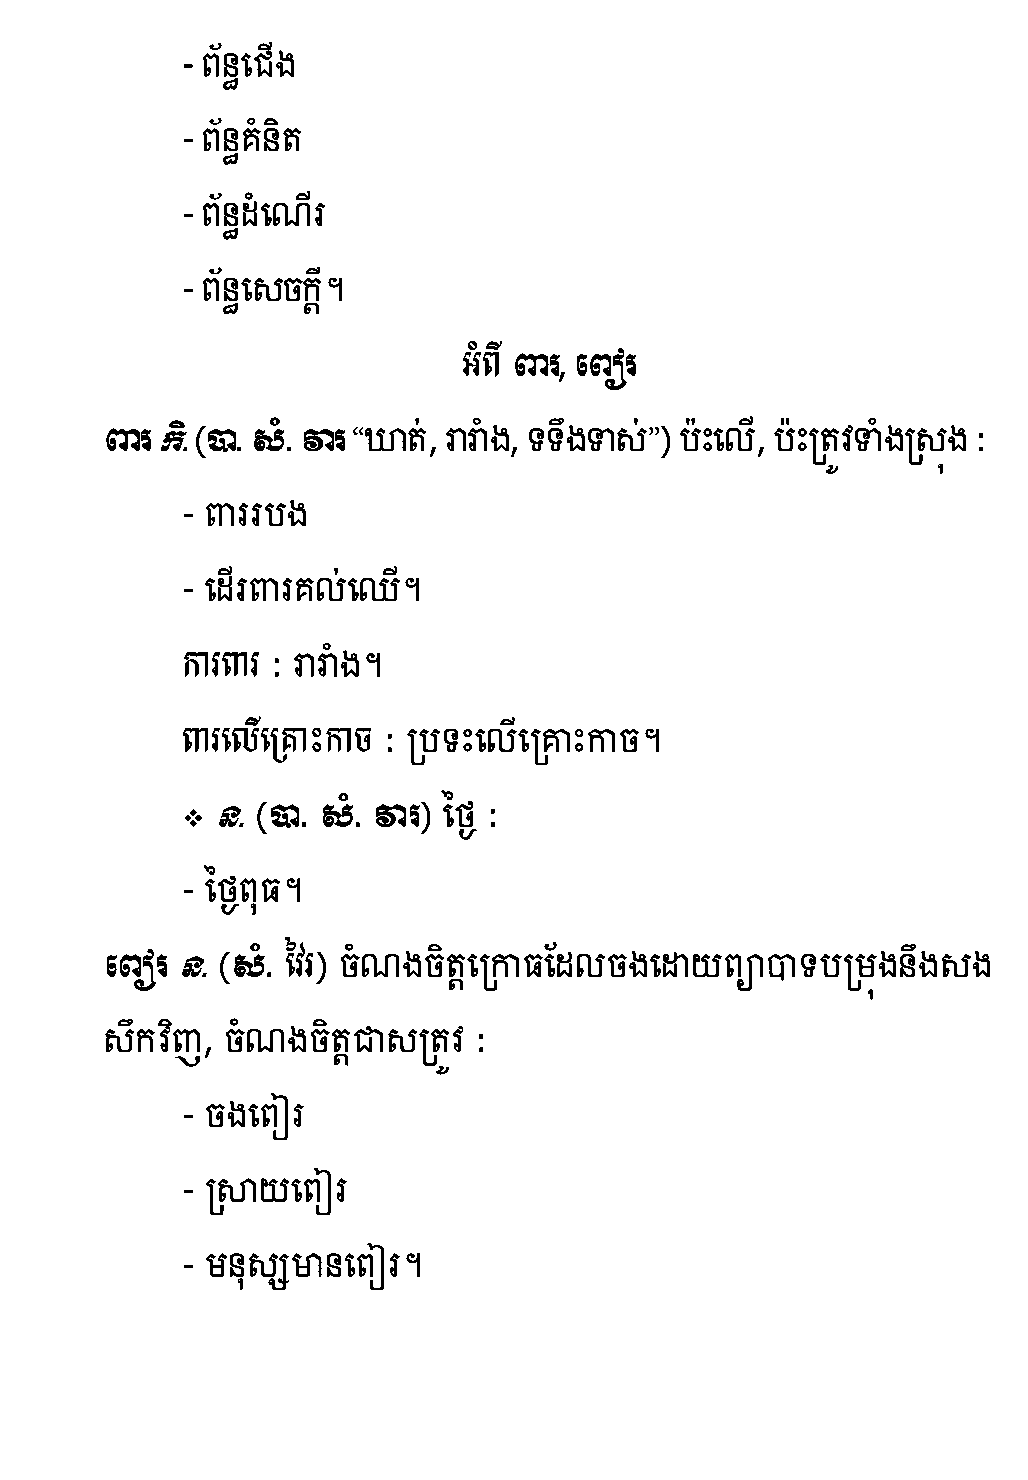 - ព័ន្ធជើង
- ព័ន្ធគំនិត
- ព័ន្ធដំណើរ
- ព័ន្ធសេចក្ដី។
អំពី ពារ, ពៀរ
ពារ កិ. (បា. សំ. វារ “ឃាត់, រារាំង, ទទឹងទាស់”) ប៉ះលើ, ប៉ះត្រូវទាំងស្រុង :
- ពាររបង
- ដើរពារគល់ឈើ។
ការពារ : រារាំង។
ពារលើគ្រោះកាច : ប្រទះលើគ្រោះកាច។
❖ ន. (បា. សំ. វារ) ថ្ងៃ :
- ថ្ងៃពុធ។
ពៀរ ន. (សំ. វៃរ៑) ចំណងចិត្តក្រោធដែលចងដោយព្យាបាទបម្រុងនឹងសង
សឹកវិញ, ចំណងចិត្តជាសត្រូវ :
- ចងពៀរ
- ស្រាយពៀរ
- មនុស្សមានពៀរ។